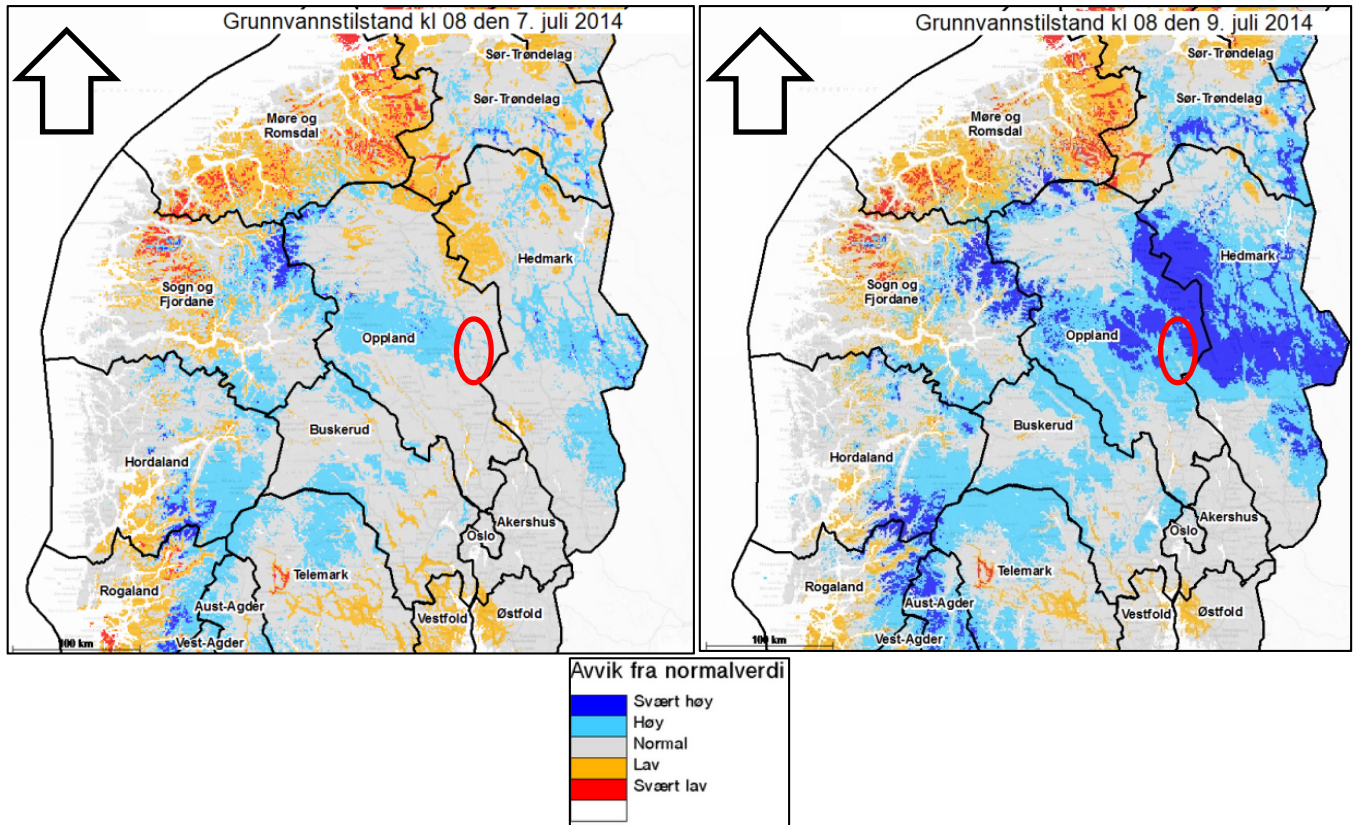 Grunnvannstilstand kl 08 den 7. juli 2014
Sør-Trøndelag
Sør-Trøndelag
Møre og
Romsdal
Hedmark
Sogn og
Fjordane
Oppland
Buskerud
Hordaland
Akershus
Oslo
Telemark
Rogaland
Aust-Agder
Vestfold
Østfold
Vest-Agder
100 km
Grunnvannstilstand kl 08 den 9. juli 2014
Sør-Trøndelag
Sør-Trøndelag
Møre og
Romsdal
Hedmark
Sogn og
Fjordane
Oppland
Buskerud
Hordaland
Akershus
Oslo
Telemark
Rogaland
Aust-Agder
Vestfold
Østfold
Vest-Agder
100 km
Avvik fra normalverdi
Svært høy
Høy
Normal
Lav
Svært lav